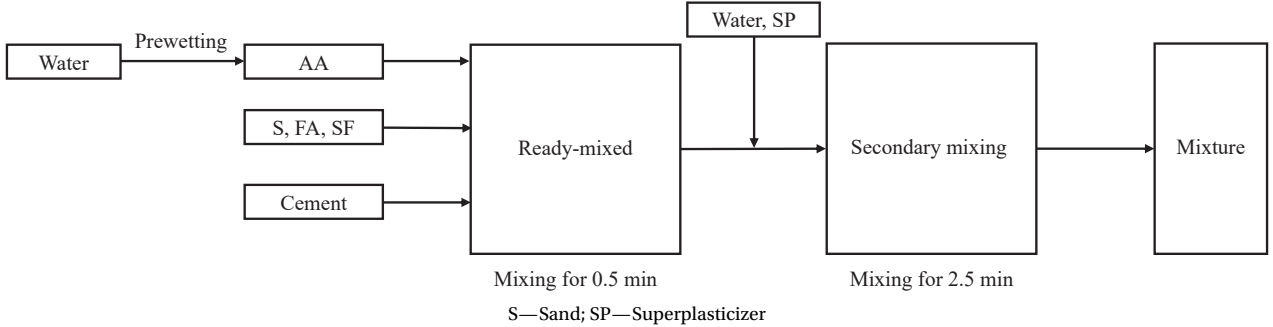 Water, SP
Prewetting
Water
AA
S, FA, SF
Ready-mixed
Secondary mixing
Mixture
Cement
Mixing for 0.5 min
Mixing for 2.5 min
S—Sand; SP—Superplasticizer